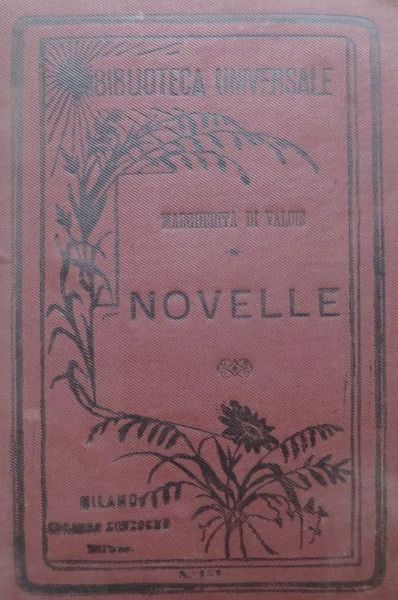 BIBLIOTECA UNIVERSALE
MARGHERITA DI VALOIS
NOVELLE
MILANO
EDOARDO SONZOGNO